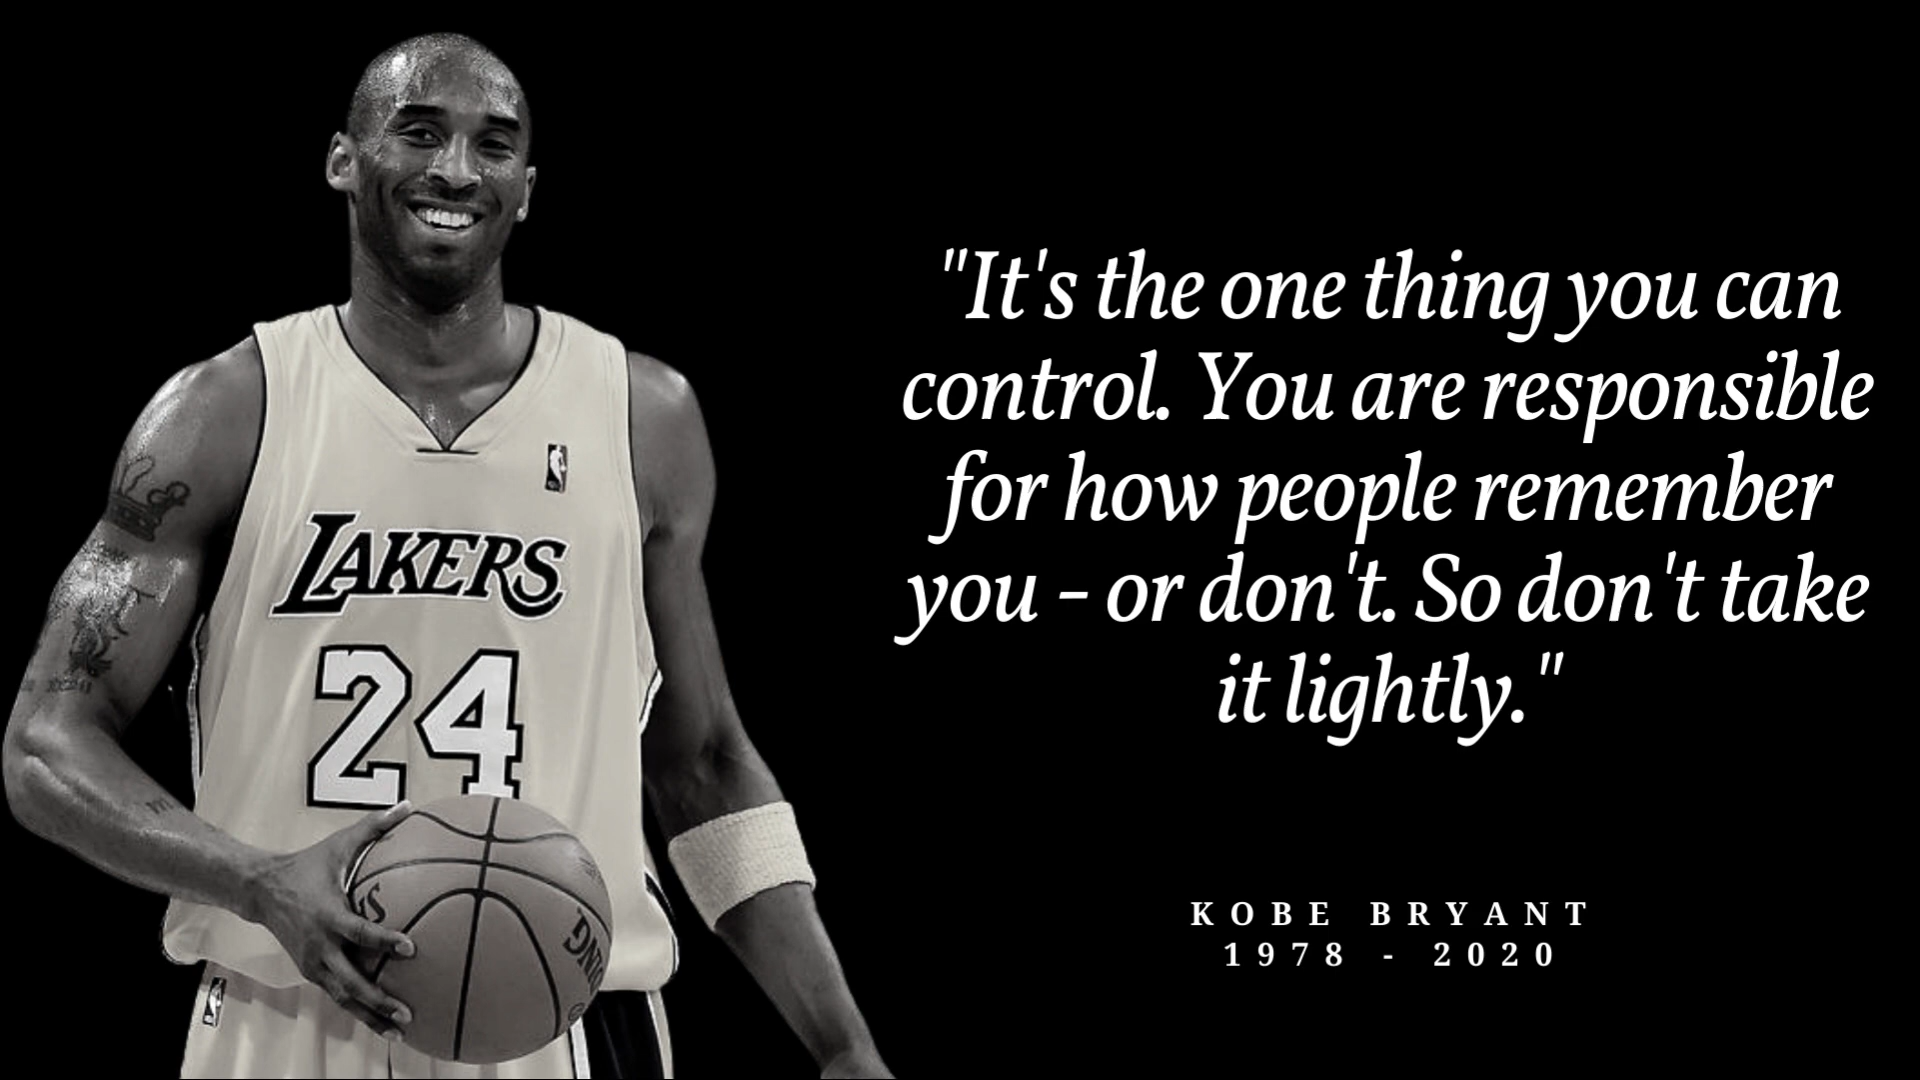 "It's the one thing you can
control. You are responsible
for how people remember
you - or don't. So don't take
it lightly."
LAKERS
24
KOBE BRYANT
1978 - 2020